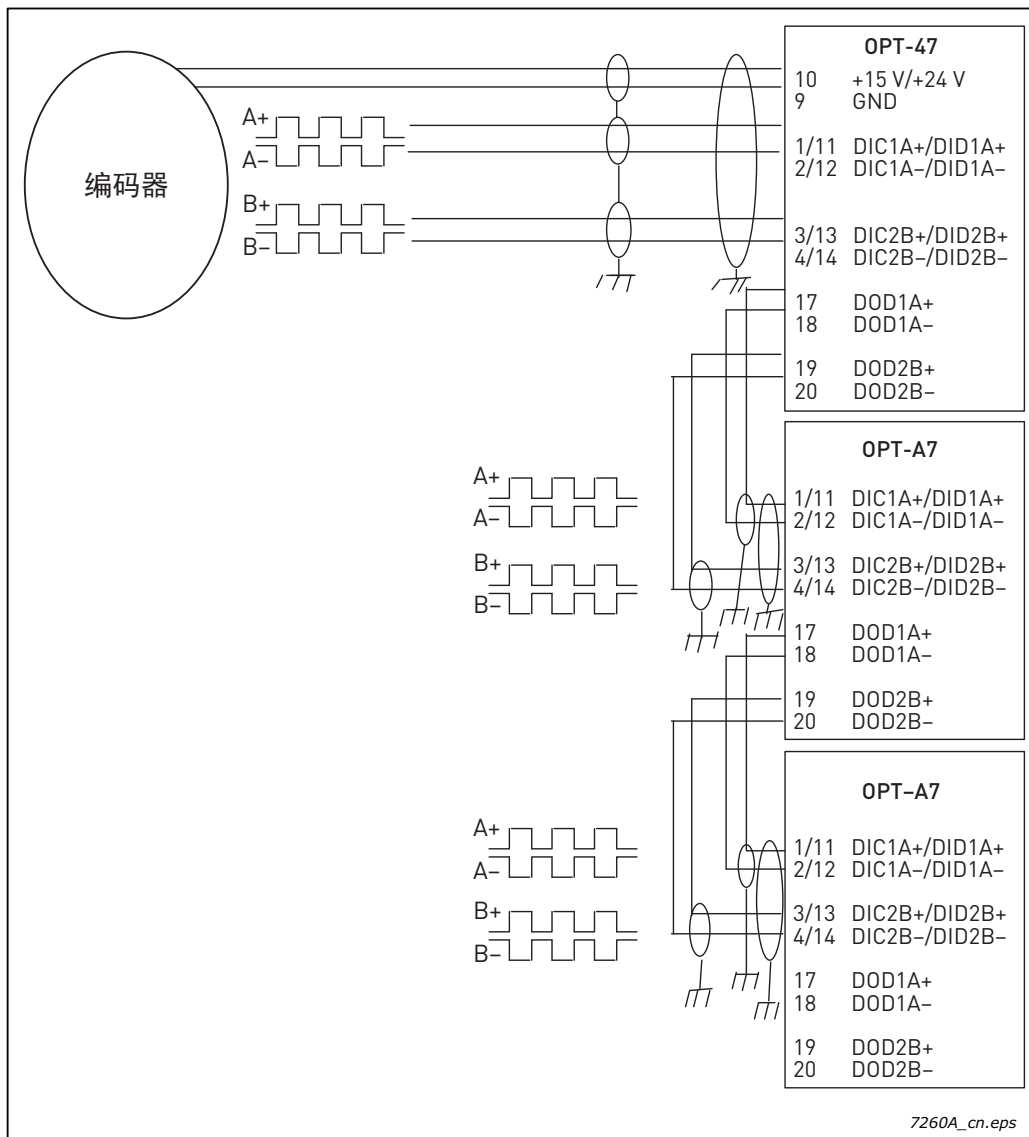 OPT-47
10 +15 V/+24 V
9 GND
1/11 DIC1A+/DID1A+
2/12 DIC1A-/DID1A-
3/13 DIC2B+/DID2B+
4/14 DIC2B-/DID2B-
17 DOD1A+
18 DOD1A-
19 DOD2B+
20 DOD2B-
编码器
A+
A-
B+
B-
OPT-A7
1/11 DIC1A+/DID1A+
2/12 DIC1A-/DID1A-
3/13 DIC2B+/DID2B+
4/14 DIC2B-/DID2B-
17 DOD1A+
18 DOD1A-
19 DOD2B+
20 DOD2B-
A+
A-
B+
B-
OPT-A7
1/11 DIC1A+/DID1A+
2/12 DIC1A-/DID1A-
3/13 DIC2B+/DID2B+
4/14 DIC2B-/DID2B-
17 DOD1A+
18 DOD1A-
19 DOD2B+
20 DOD2B-
A+
A-
B+
B-
7260A_cn.eps